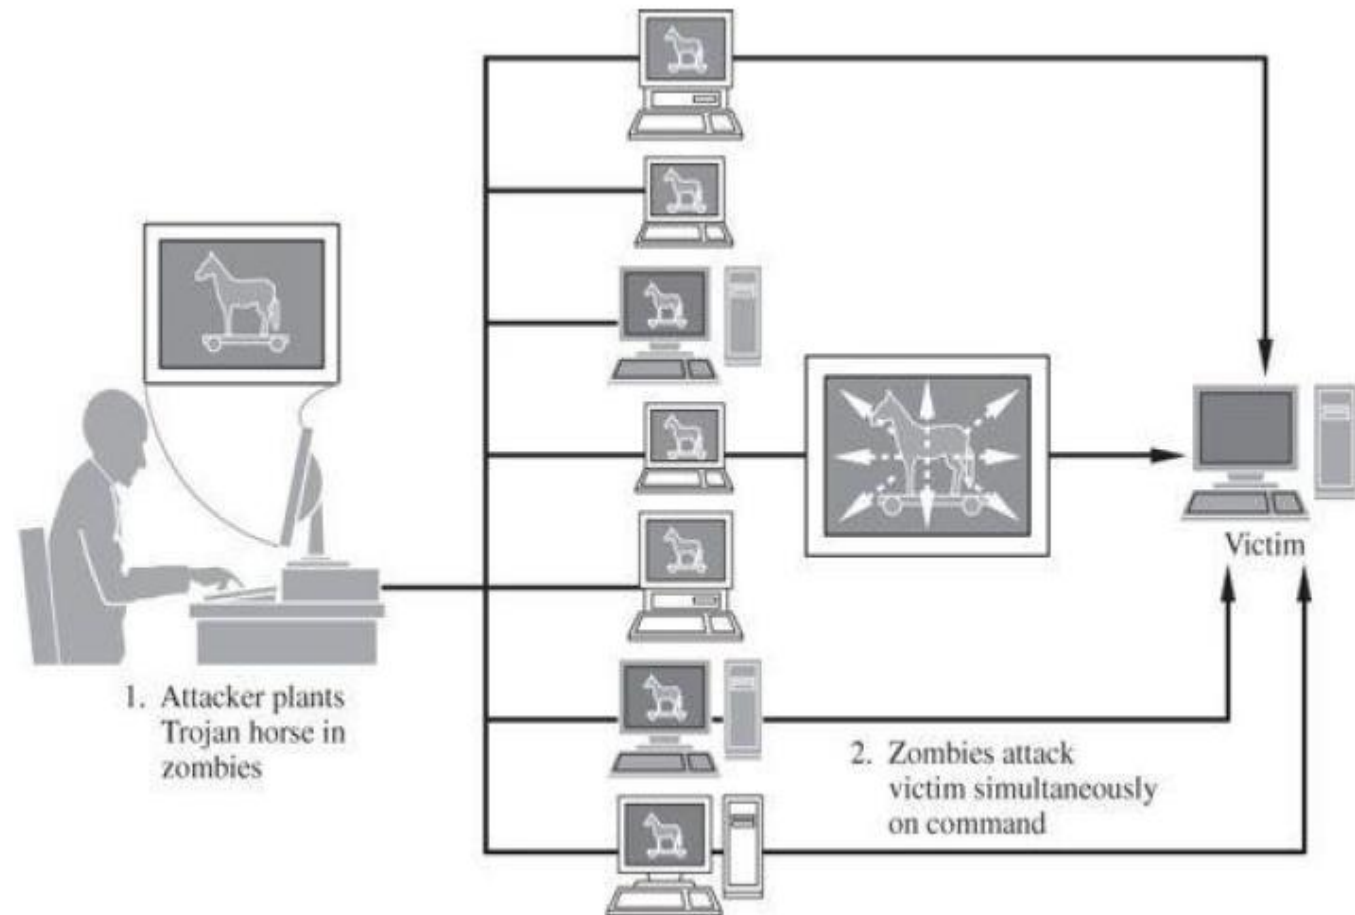 Victim
1. Attacker plants
Trojan horse in
zombies
2. Zombies attack
victim simultaneously
on command